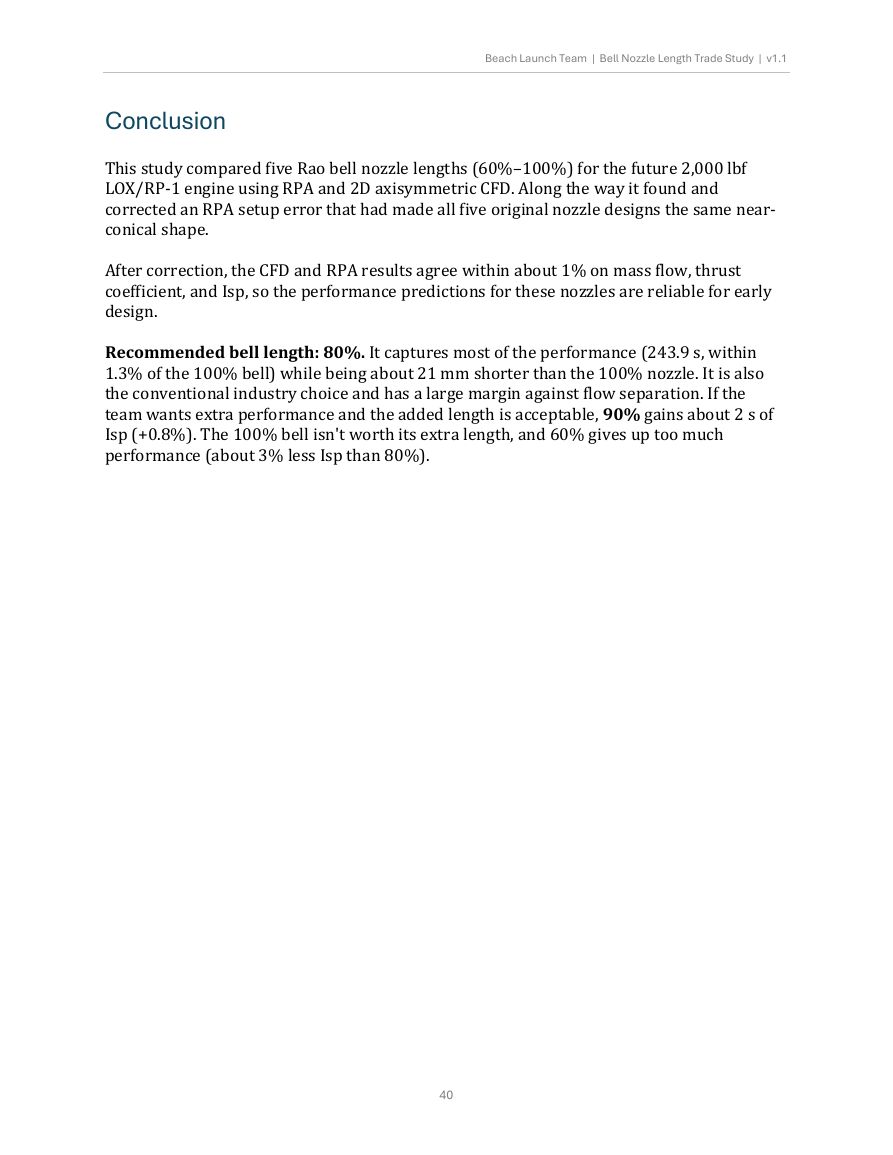 Beach Launch Team | Bell Nozzle Length Trade Study | v1.1
Conclusion
This study compared five Rao bell nozzle lengths (60%–100%) for the future 2,000 lbf
LOX/RP-1 engine using RPA and 2D axisymmetric CFD. Along the way it found and
corrected an RPA setup error that had made all five original nozzle designs the same near-
conical shape.
After correction, the CFD and RPA results agree within about 1% on mass flow, thrust
coefficient, and Isp, so the performance predictions for these nozzles are reliable for early
design.
Recommended bell length: 80%. It captures most of the performance (243.9 s, within
1.3% of the 100% bell) while being about 21 mm shorter than the 100% nozzle. It is also
the conventional industry choice and has a large margin against flow separation. If the
team wants extra performance and the added length is acceptable, 90% gains about 2 s of
Isp (+0.8%). The 100% bell isn't worth its extra length, and 60% gives up too much
performance (about 3% less Isp than 80%).
40